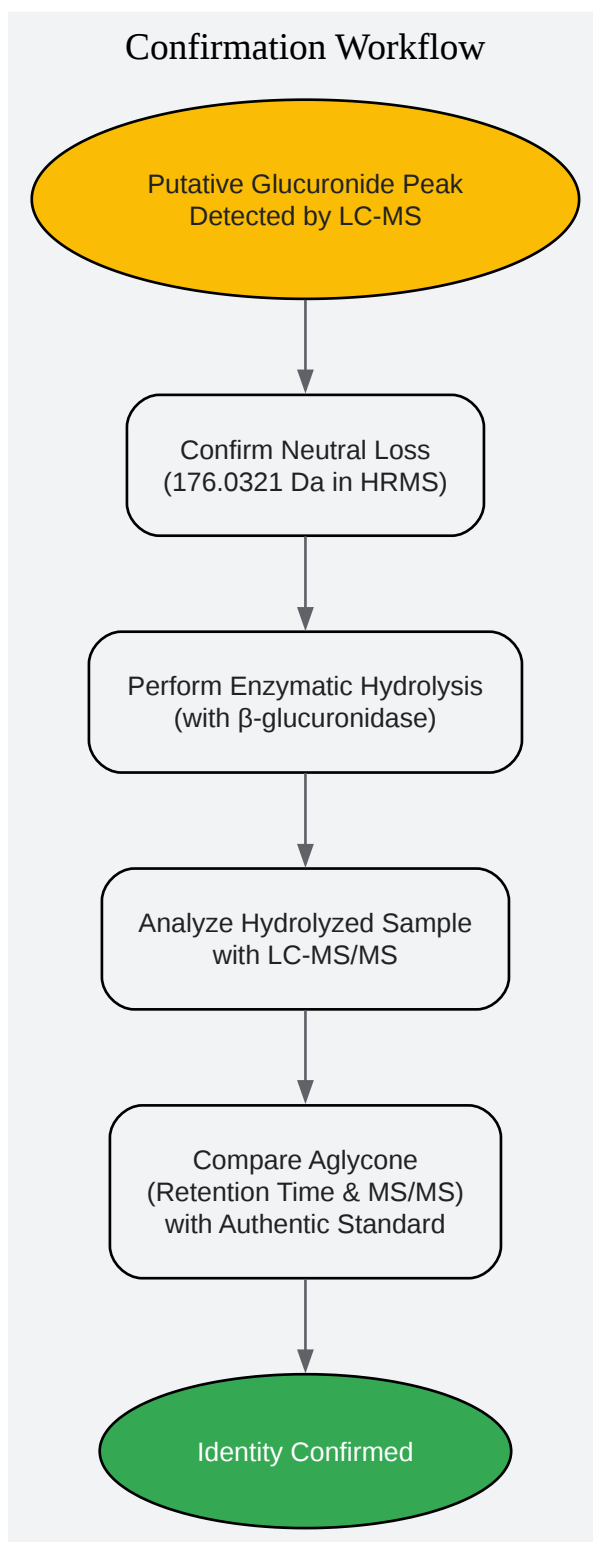 Confirmation Workflow
Putative Glucuronide Peak
Detected by LC-MS
Confirm Neutral Loss
(176.0321 Da in HRMS)
Perform Enzymatic Hydrolysis
(with β-glucuronidase)
Analyze Hydrolyzed Sample
with LC-MS/MS
Compare Aglycone
(Retention Time & MS/MS)
with Authentic Standard
Identity Confirmed